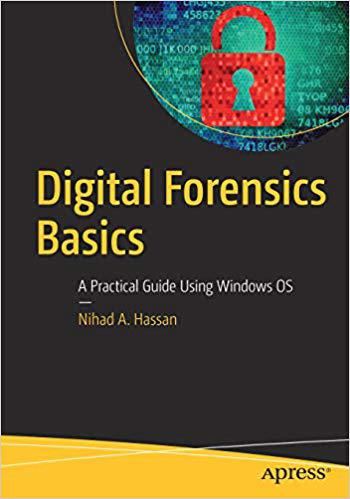 Digital Forensics
Basics
A Practical Guide Using Windows OS
—
Nihad A. Hassan
Apress®